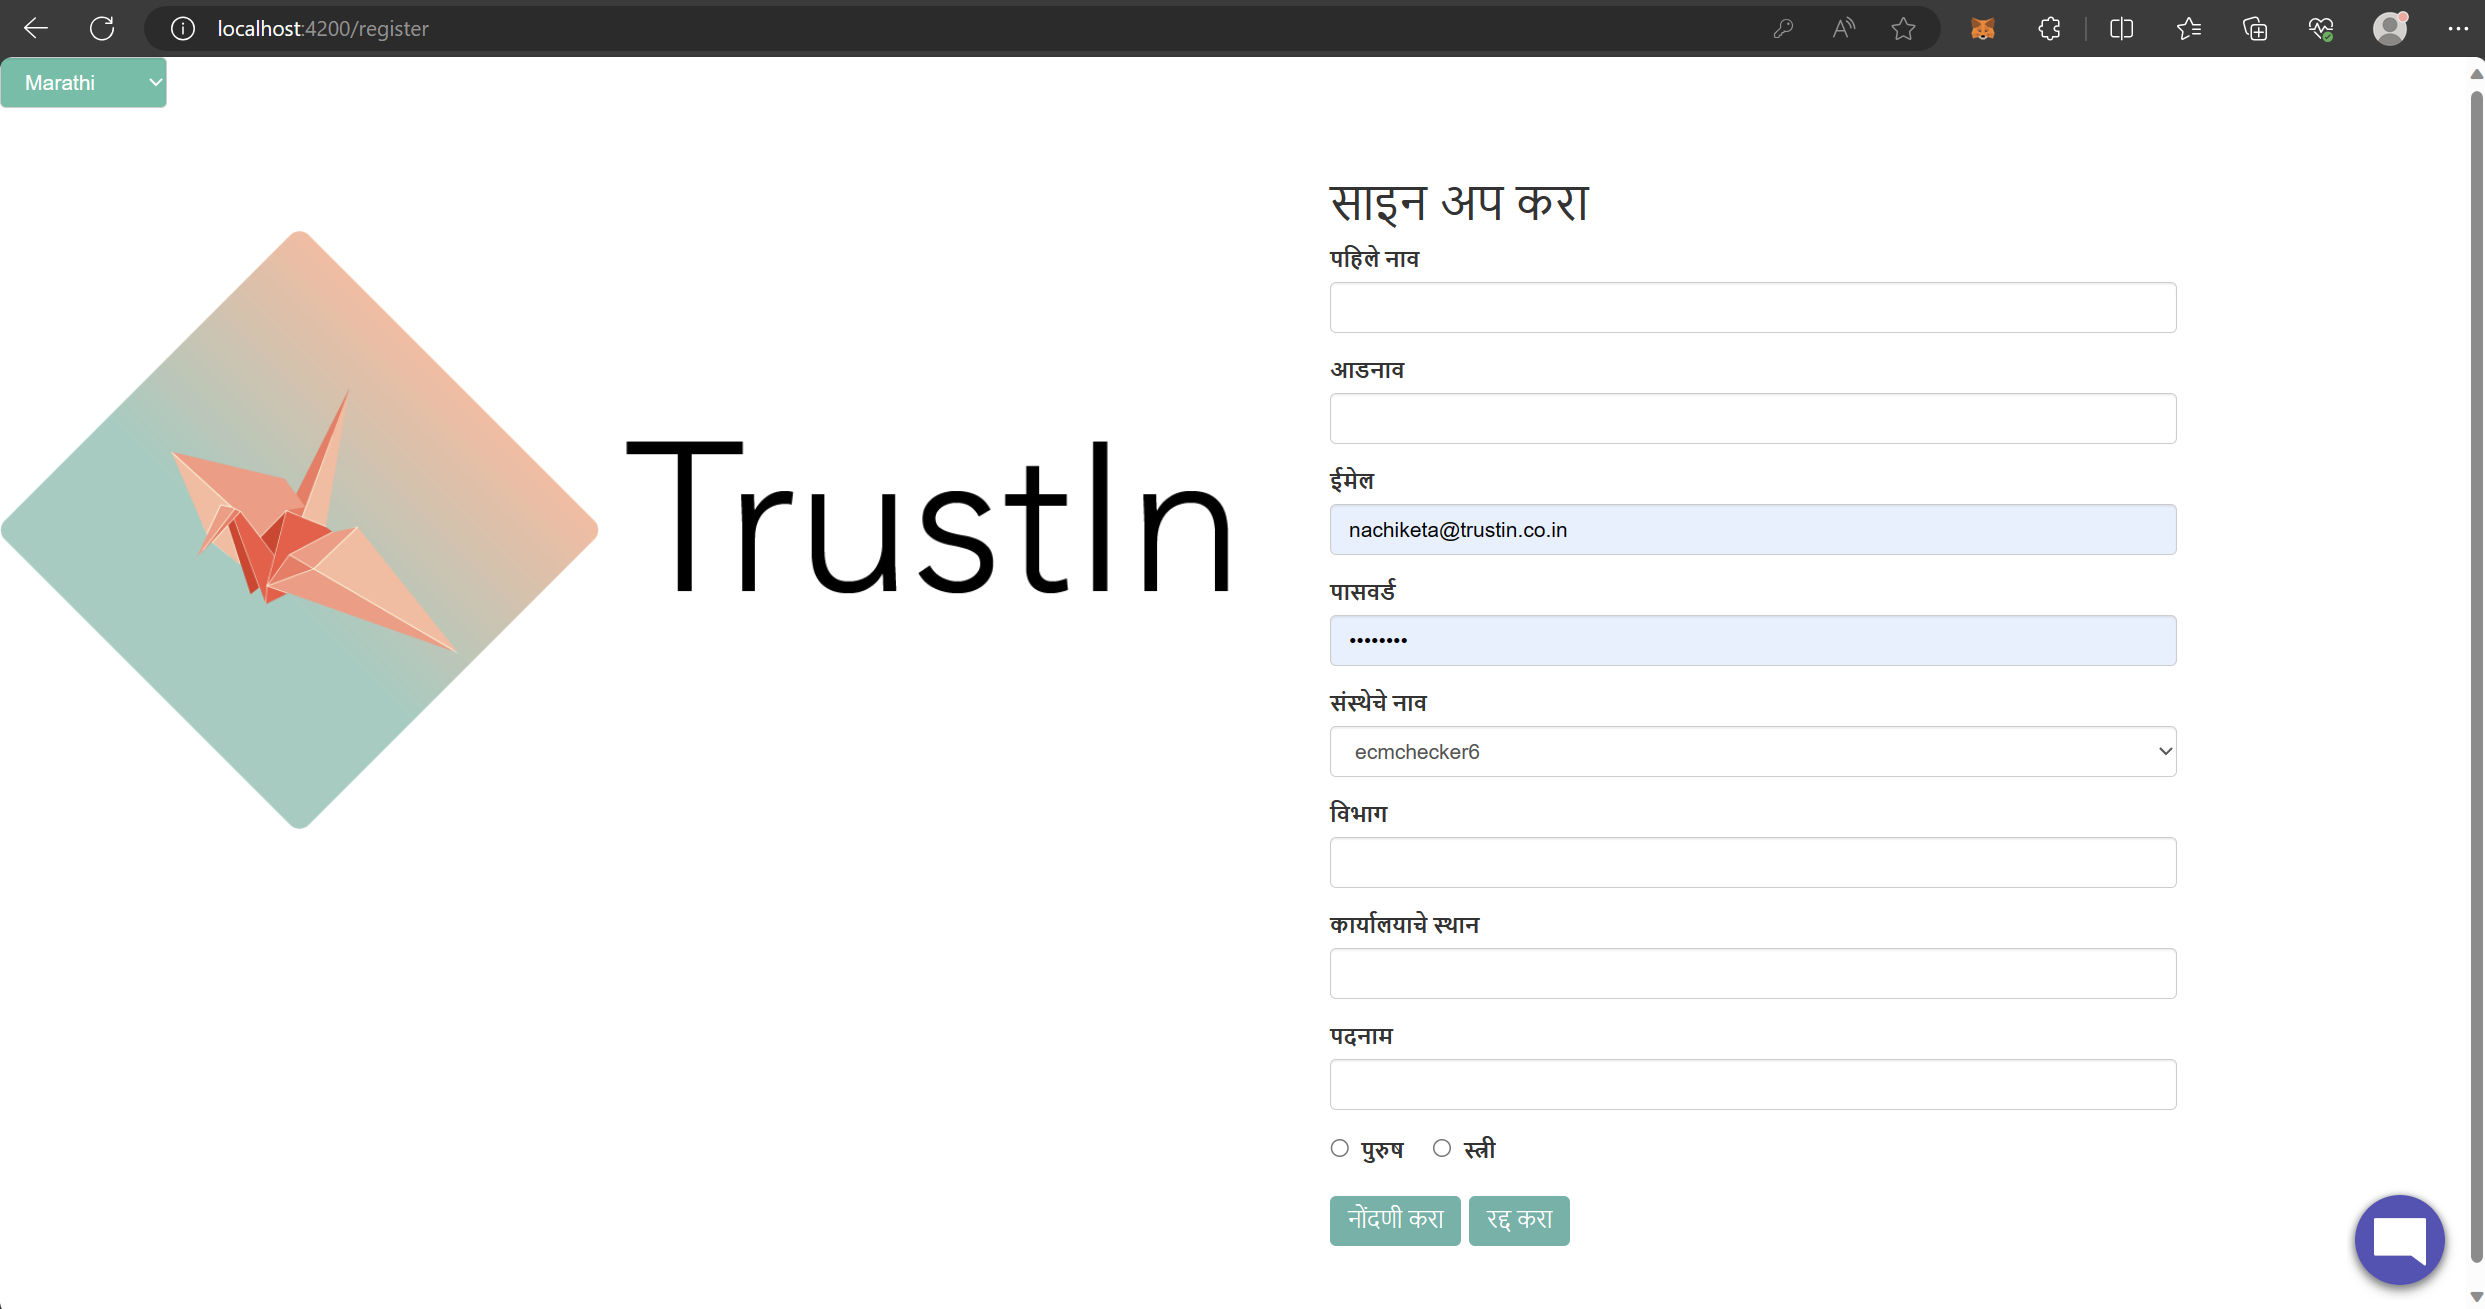 localhost:4200/register
Marathi
TrustIn
साइन अप करा
पहिले नाव
आडनाव
ईमेल
nachiketa@trustin.co.in
पासवर्ड
••••••••
संस्थेचे नाव
ecmchecker6
विभाग
कार्यालयाचे स्थान
पदनाम
पुरुष स्त्री
नोंदणी करा रद्द करा